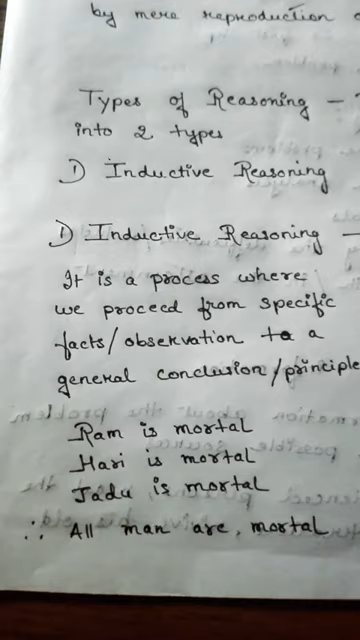 by mere reproduction
Types of Reasoning –
into 2 types
1) Inductive Reasoning
1) Inductive Reasoning –
It is a process where
we proceed from specific
facts/observation to a
general conclusion/principle
Ram is mortal
Hari is mortal
Jadu is mortal
∴ All man are, mortal